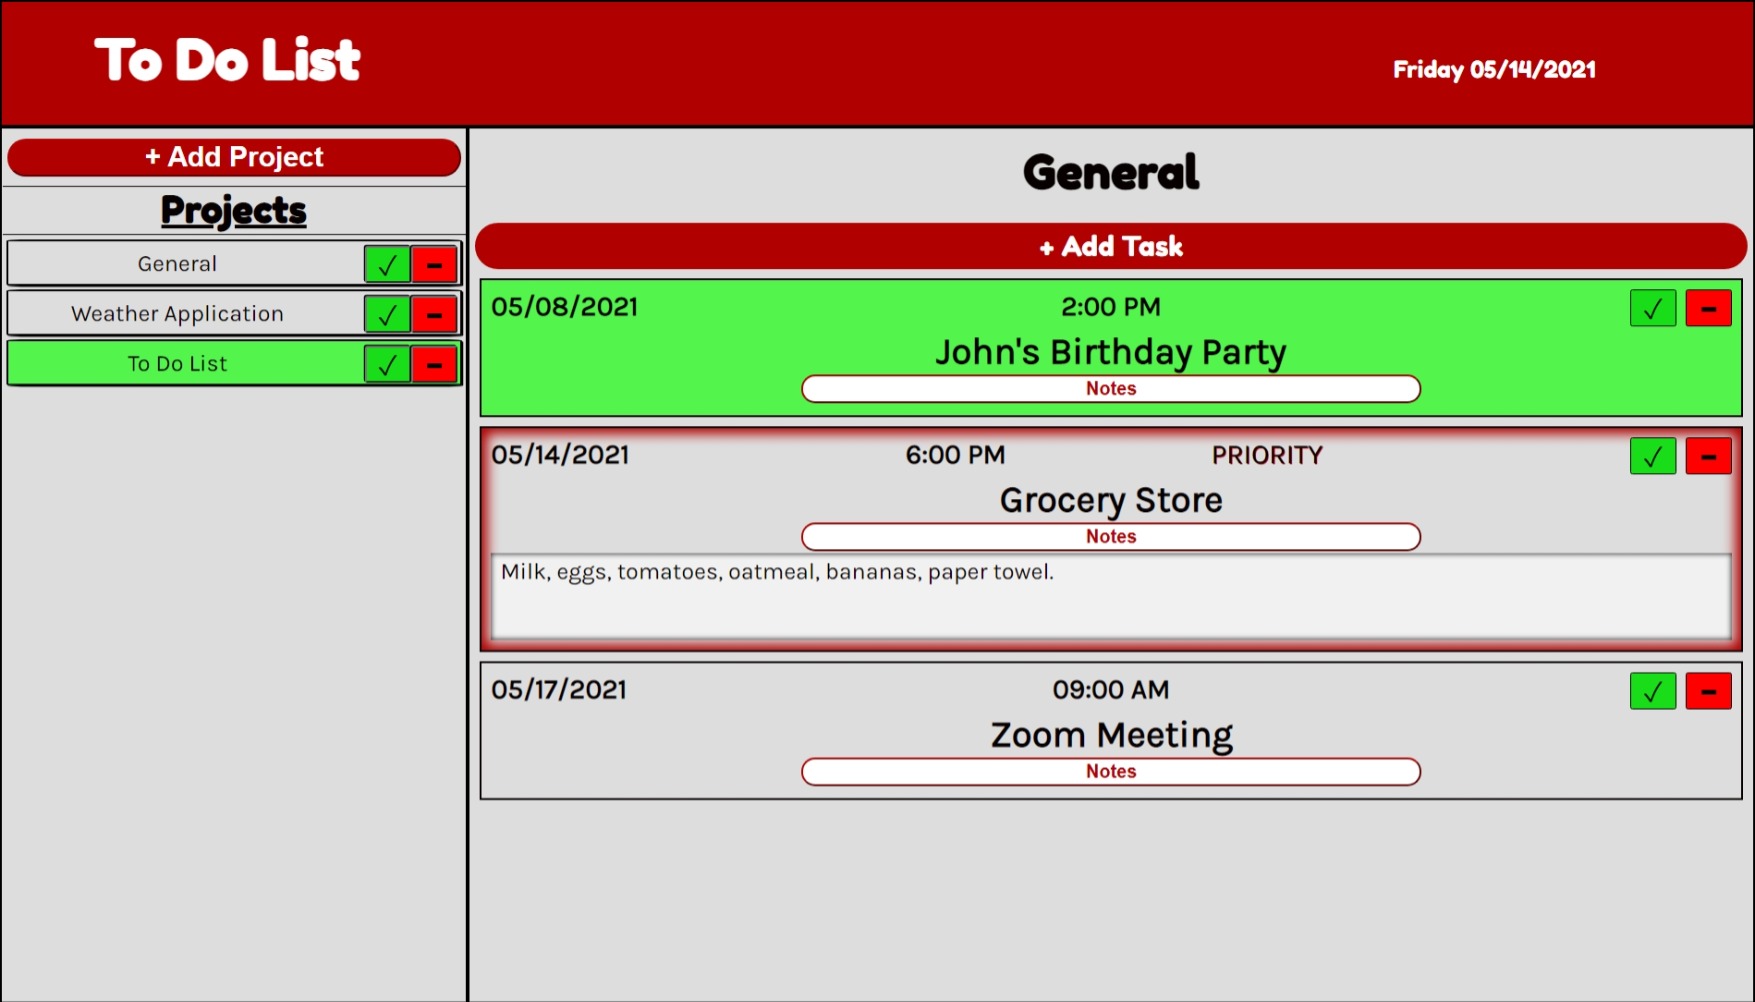 To Do List
Friday 05/14/2021
+ Add Project
Projects
General
✓ -
Weather Application
✓ -
To Do List
✓ -
General
+ Add Task
05/08/2021 2:00 PM ✓ -
John's Birthday Party
Notes
05/14/2021 6:00 PM PRIORITY ✓ -
Grocery Store
Notes
Milk, eggs, tomatoes, oatmeal, bananas, paper towel.
05/17/2021 09:00 AM ✓ -
Zoom Meeting
Notes